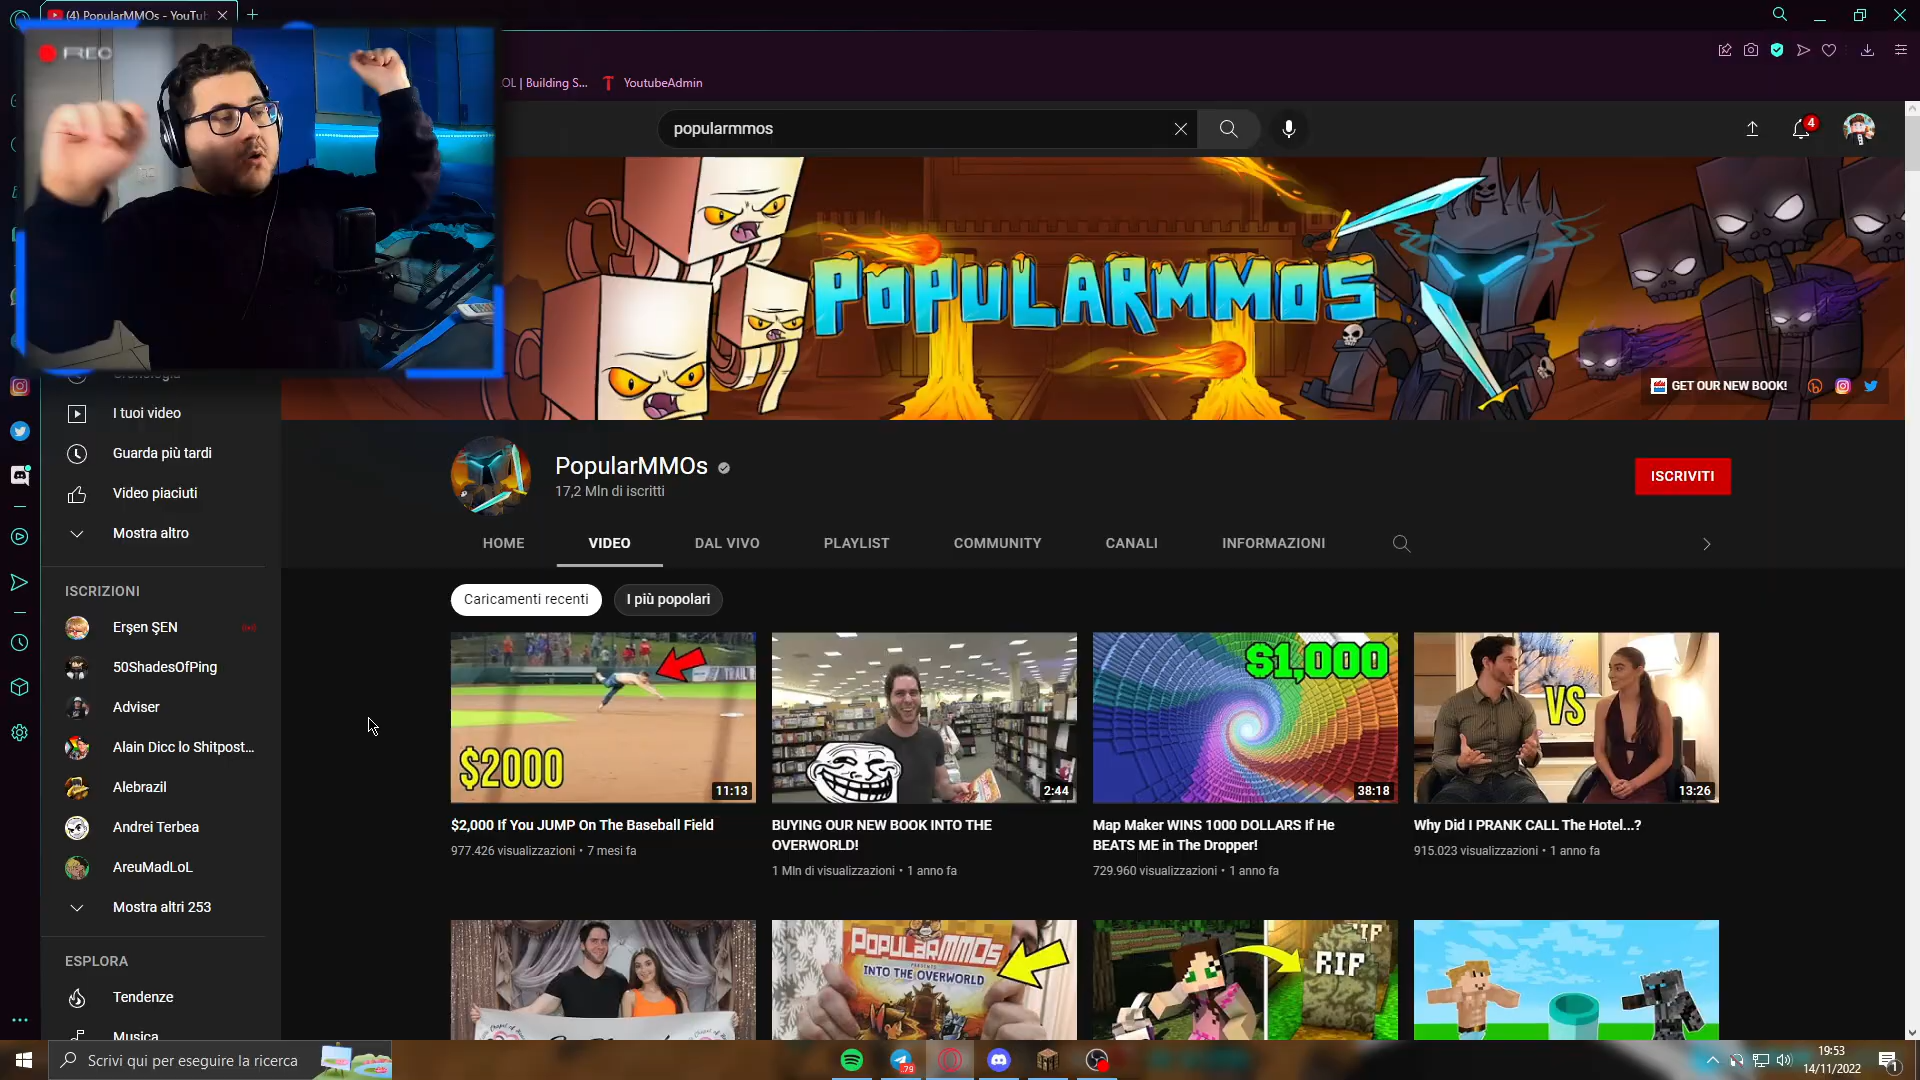 (4) PopularMMOs - YouTub
REC
OL | Building S...
YoutubeAdmin
popularmmos
4
POPULARMMOS
GET OUR NEW BOOK!
I tuoi video
Guarda più tardi
Video piaciuti
Mostra altro
PopularMMOs
17,2 Mln di iscritti
ISCRIVITI
HOME
VIDEO
DAL VIVO
PLAYLIST
COMMUNITY
CANALI
INFORMAZIONI
ISCRIZIONI
Erşen ŞEN
50ShadesOfPing
Adviser
Alain Dicc lo Shitpost...
Alebrazil
Andrei Terbea
AreuMadLoL
Mostra altri 253
ESPLORA
Tendenze
Musica
Caricamenti recenti
I più popolari
$2000
11:13
2:44
$1,000
38:18
VS
13:26
$2,000 If You JUMP On The Baseball Field
977.426 visualizzazioni • 7 mesi fa
BUYING OUR NEW BOOK INTO THE
OVERWORLD!
1 Mln di visualizzazioni • 1 anno fa
Map Maker WINS 1000 DOLLARS If He
BEATS ME in The Dropper!
729.960 visualizzazioni • 1 anno fa
Why Did I PRANK CALL The Hotel...?
915.023 visualizzazioni • 1 anno fa
POPULARMMOs
PRESENTS
INTO THE OVERWORLD
RIP
Scrivi qui per eseguire la ricerca
79
19:53
14/11/2022
1